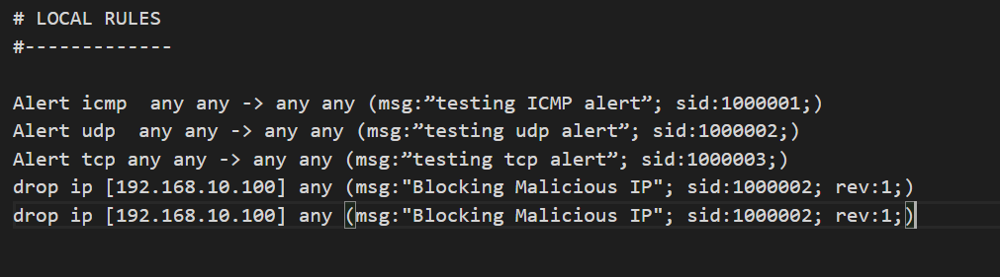 # LOCAL RULES
#-------------
Alert icmp  any any -> any any (msg:”testing ICMP alert”; sid:1000001;)
Alert udp  any any -> any any (msg:”testing udp alert”; sid:1000002;)
Alert tcp any any -> any any (msg:”testing tcp alert”; sid:1000003;)
drop ip [192.168.10.100] any (msg:"Blocking Malicious IP"; sid:1000002; rev:1;)
drop ip [192.168.10.100] any (msg:"Blocking Malicious IP"; sid:1000002; rev:1;)